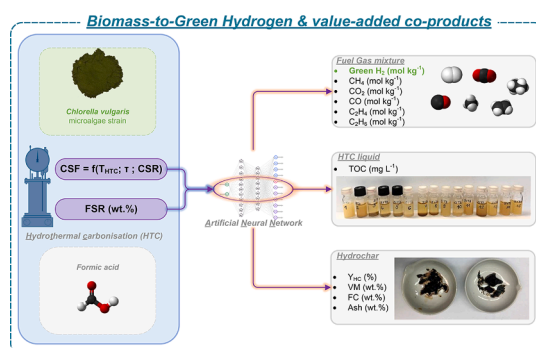 Biomass-to-Green Hydrogen & value-added co-products
Chlorella vulgaris
microalgae strain
CSF = f(T_HTC; τ ; CSR)
FSR (wt.%)
Hydrothermal carbonisation (HTC)
Formic acid
Artificial Neural Network
Fuel Gas mixture
• Green H₂ (mol kg⁻¹)
• CH₄ (mol kg⁻¹)
• CO₂ (mol kg⁻¹)
• CO (mol kg⁻¹)
• C₂H₄ (mol kg⁻¹)
• C₂H₆ (mol kg⁻¹)
HTC liquid
• TOC (mg L⁻¹)
Hydrochar
• Y_HC (%)
• VM (wt.%)
• FC (wt.%)
• Ash (wt.%)